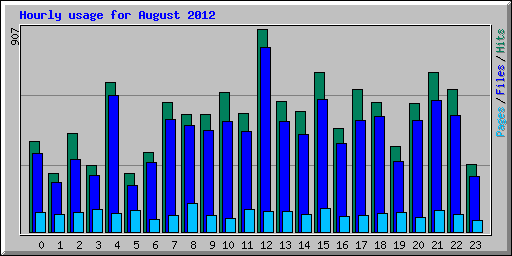 Hourly usage for August 2012
907
Pages/Files/Hits
0 1 2 3 4 5 6 7 8 9 10 11 12 13 14 15 16 17 18 19 20 21 22 23